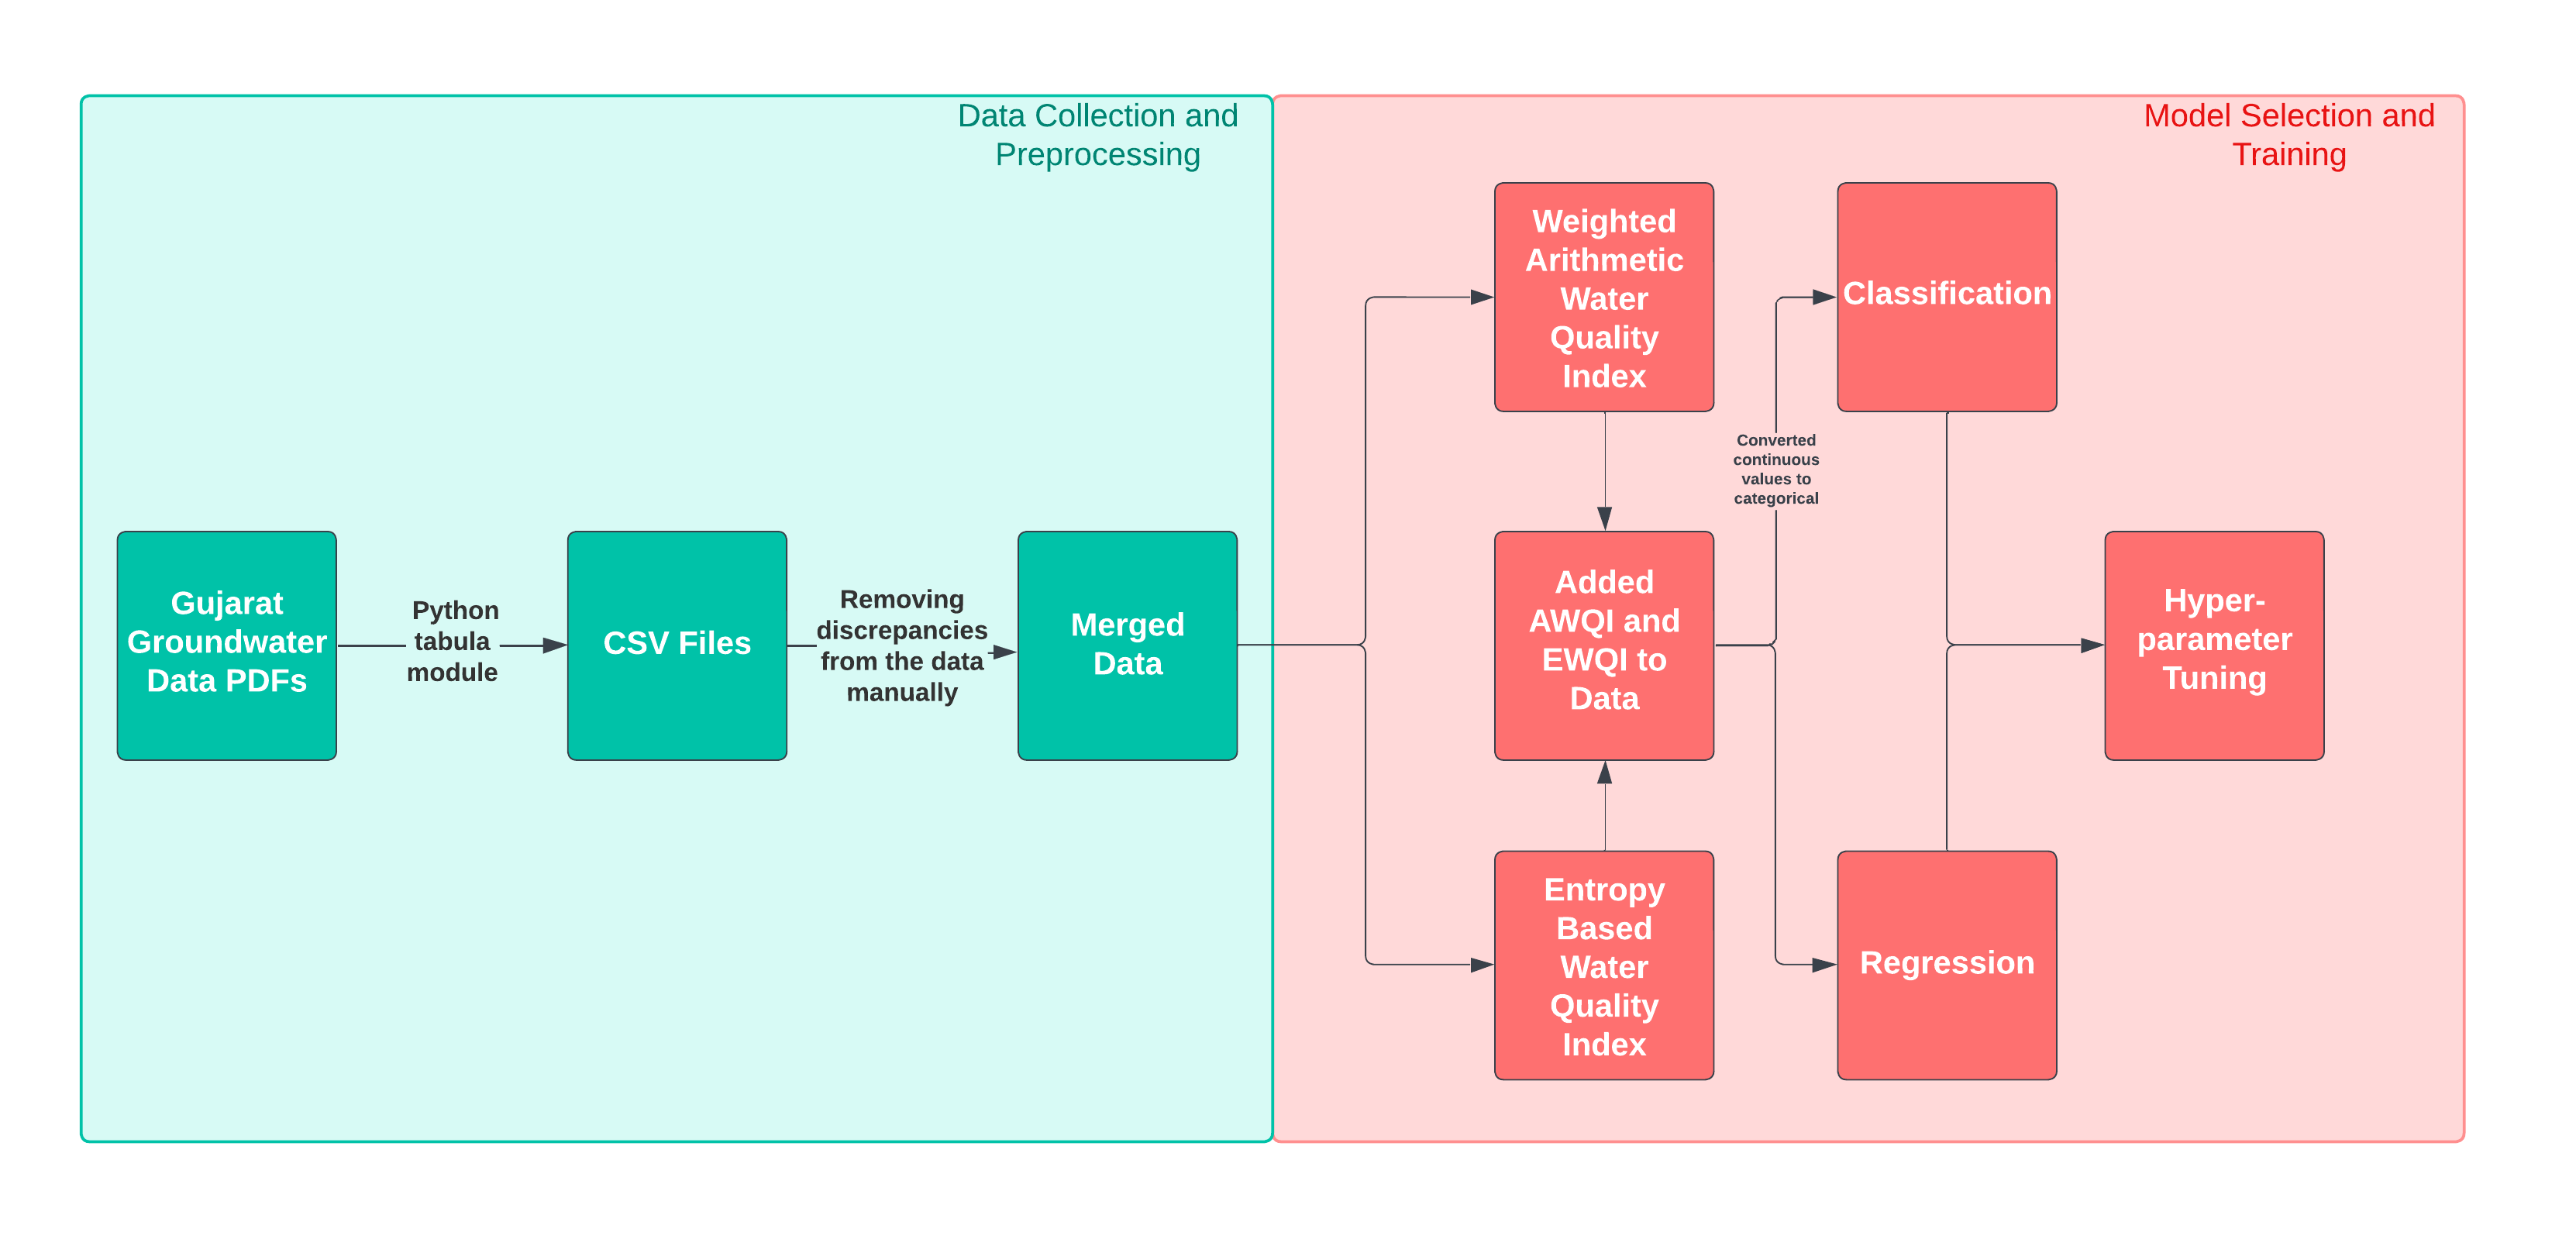 Data Collection and
Preprocessing
Model Selection and
Training
Gujarat
Groundwater
Data PDFs
Python
tabula
module
CSV Files
Removing
discrepancies
from the data
manually
Merged
Data
Weighted
Arithmetic
Water
Quality
Index
Added
AWQI and
EWQI to
Data
Entropy
Based
Water
Quality
Index
Converted
continuous
values to
categorical
Classification
Regression
Hyper-
parameter
Tuning